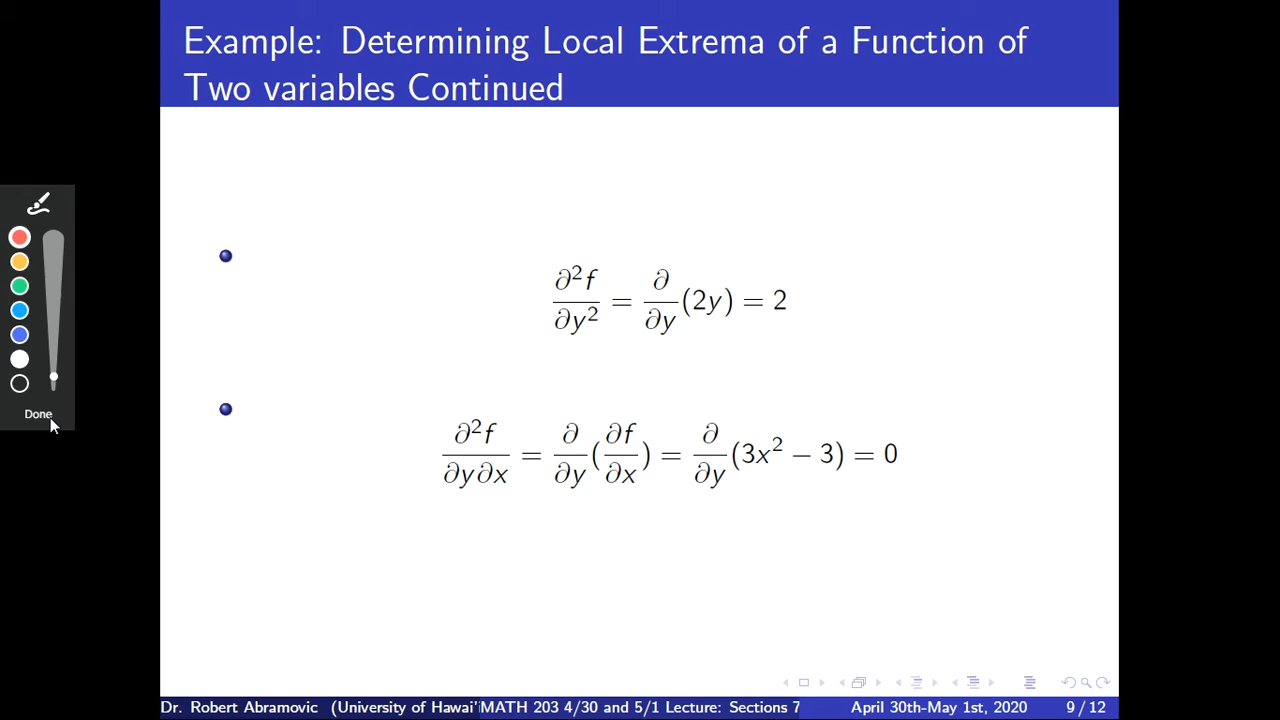 Example: Determining Local Extrema of a Function of
Two variables Continued
∂²f/∂y² = ∂/∂y (2y) = 2
∂²f/∂y∂x = ∂/∂y (∂f/∂x) = ∂/∂y (3x² − 3) = 0
Done
Dr. Robert Abramovic (University of Hawai'i MATH 203 4/30 and 5/1 Lecture: Sections 7 April 30th-May 1st, 2020 9 / 12